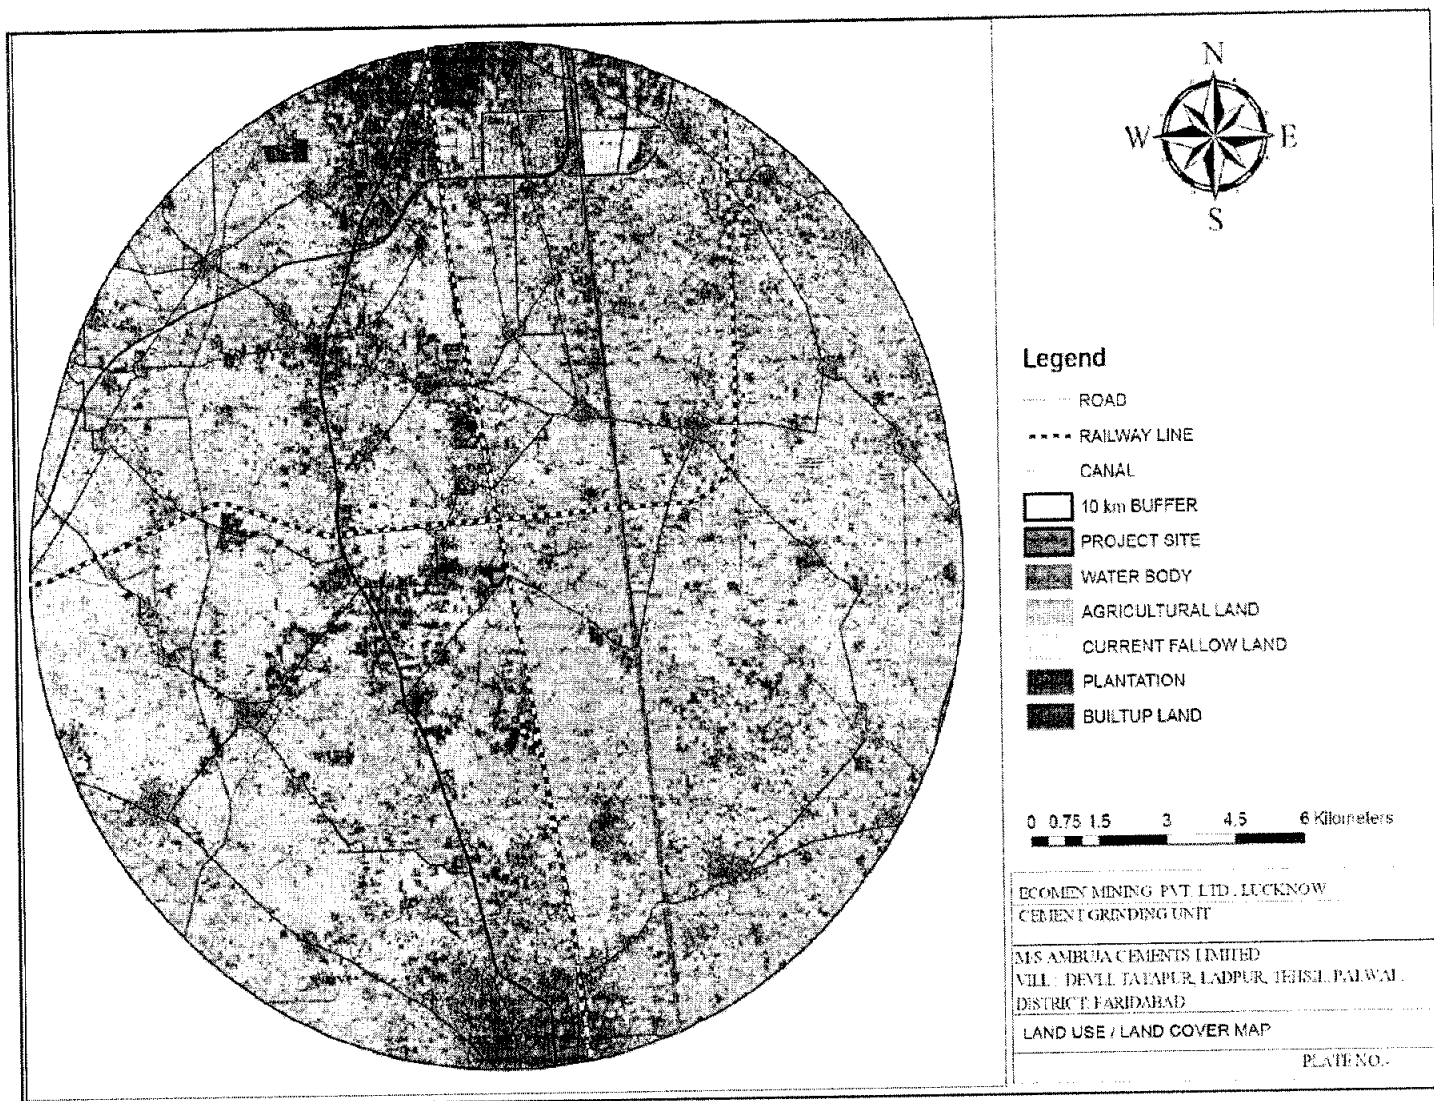 N
W E
S
Legend
ROAD
RAILWAY LINE
CANAL
10 km BUFFER
PROJECT SITE
WATER BODY
AGRICULTURAL LAND
CURRENT FALLOW LAND
PLANTATION
BUILTUP LAND
0 0.75 1.5 3 4.5 6 Kilometers
ECOMEN MINING PVT. LTD., LUCKNOW
CEMENT GRINDING UNIT
M/S AMBUJA CEMENTS LIMITED
VILL : DEVLI, TATAPUR, LADPUR, TEHSIL PALWAL,
DISTRICT FARIDABAD
LAND USE / LAND COVER MAP
PLATE NO.-